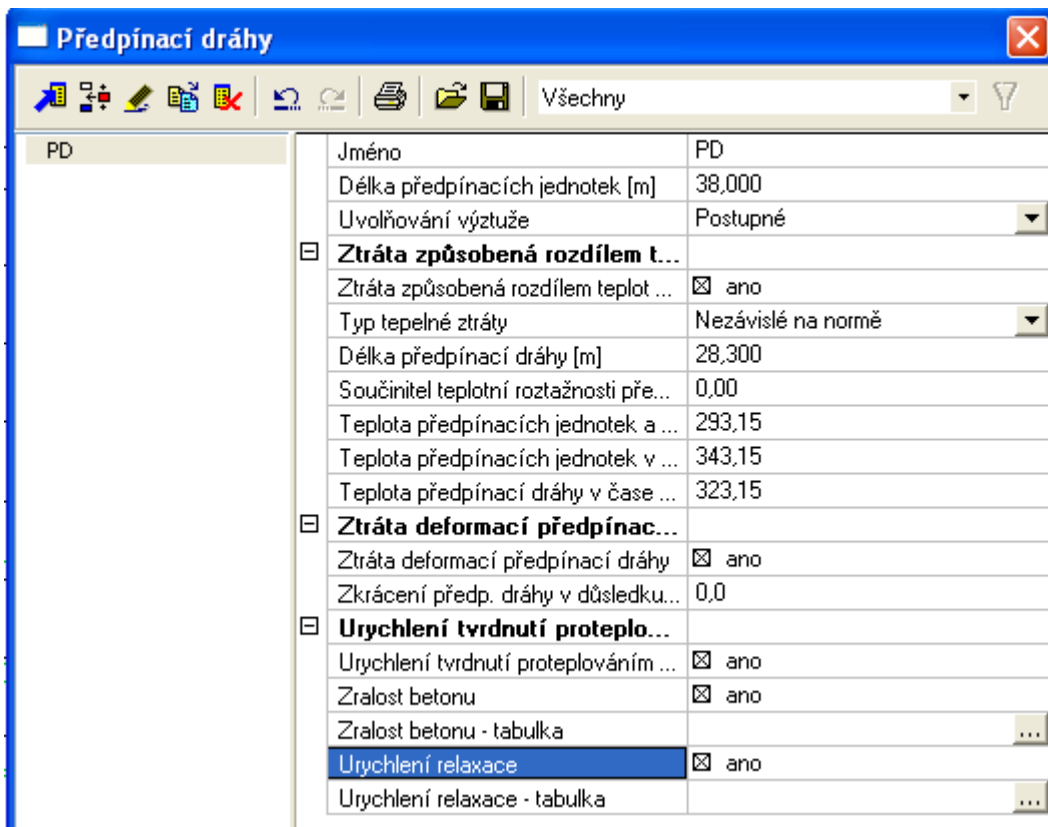 Předpínací dráhy
Všechny
PD
Jméno PD
Délka předpínacích jednotek [m] 38,000
Uvolňování výztuže Postupné
Ztráta způsobená rozdílem t...
Ztráta způsobená rozdílem teplot ... ano
Typ tepelné ztráty Nezávislé na normě
Délka předpínací dráhy [m] 28,300
Součinitel teplotní roztažnosti pře... 0,00
Teplota předpínacích jednotek a ... 293,15
Teplota předpínacích jednotek v ... 343,15
Teplota předpínací dráhy v čase ... 323,15
Ztráta deformací předpínac...
Ztráta deformací předpínací dráhy ano
Zkrácení předp. dráhy v důsledku... 0,0
Urychlení tvrdnutí proteplo...
Urychlení tvrdnutí proteplováním ... ano
Zralost betonu ano
Zralost betonu - tabulka ...
Urychlení relaxace ano
Urychlení relaxace - tabulka ...